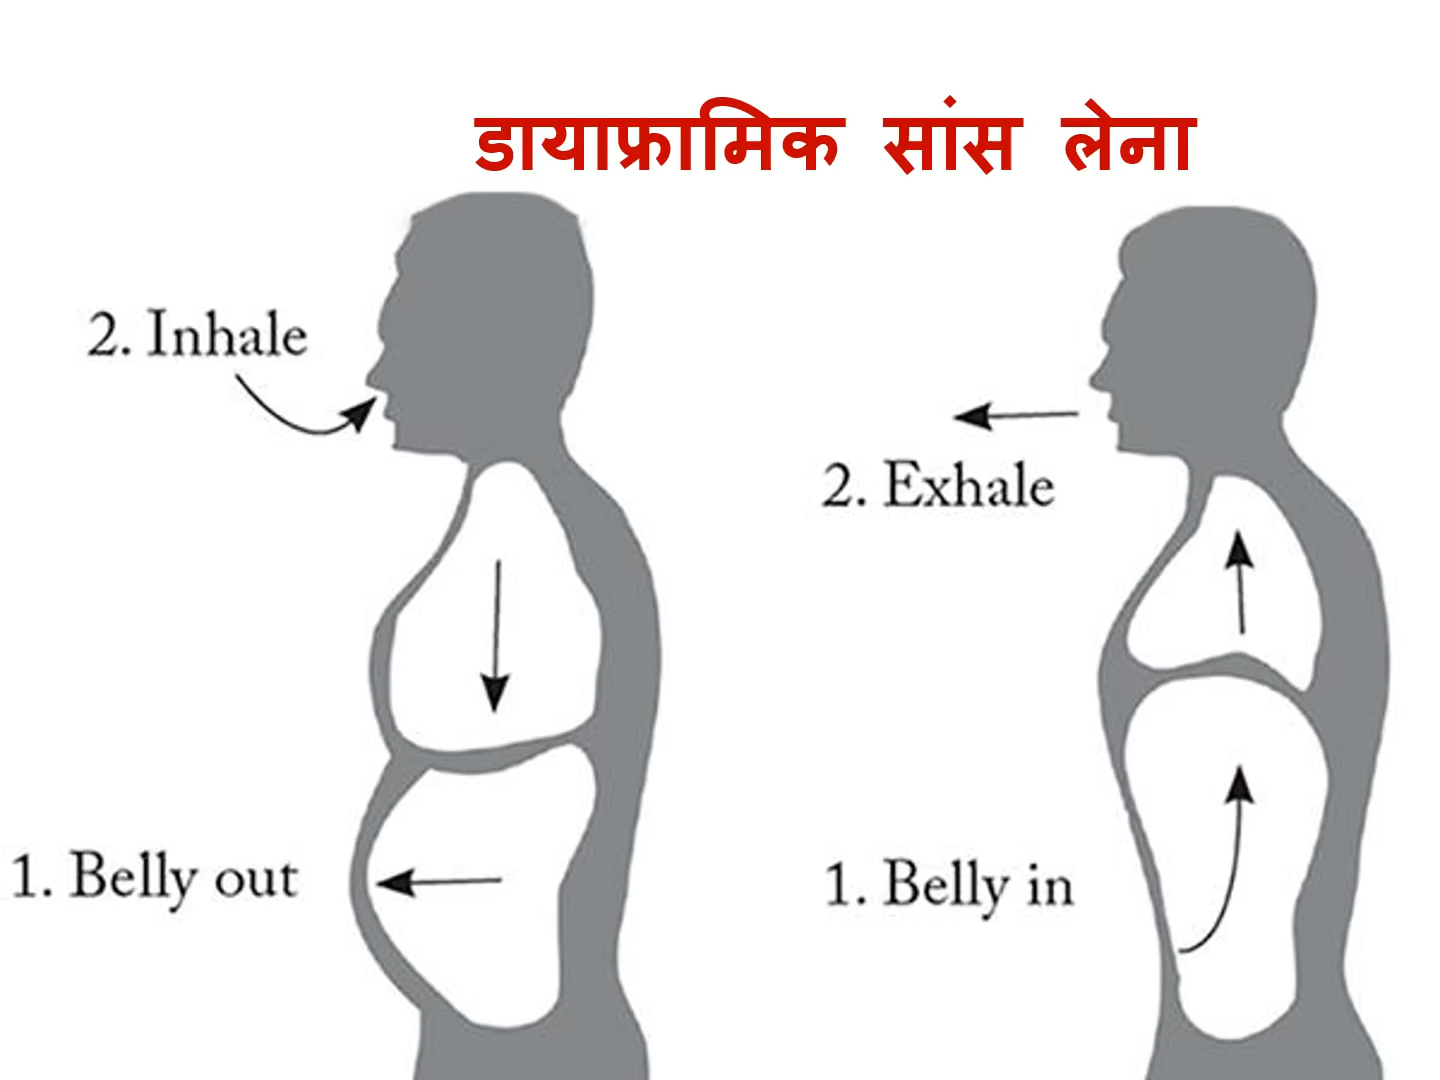 डायाफ्रामिक सांस लेना
2. Inhale
2. Exhale
1. Belly out
1. Belly in